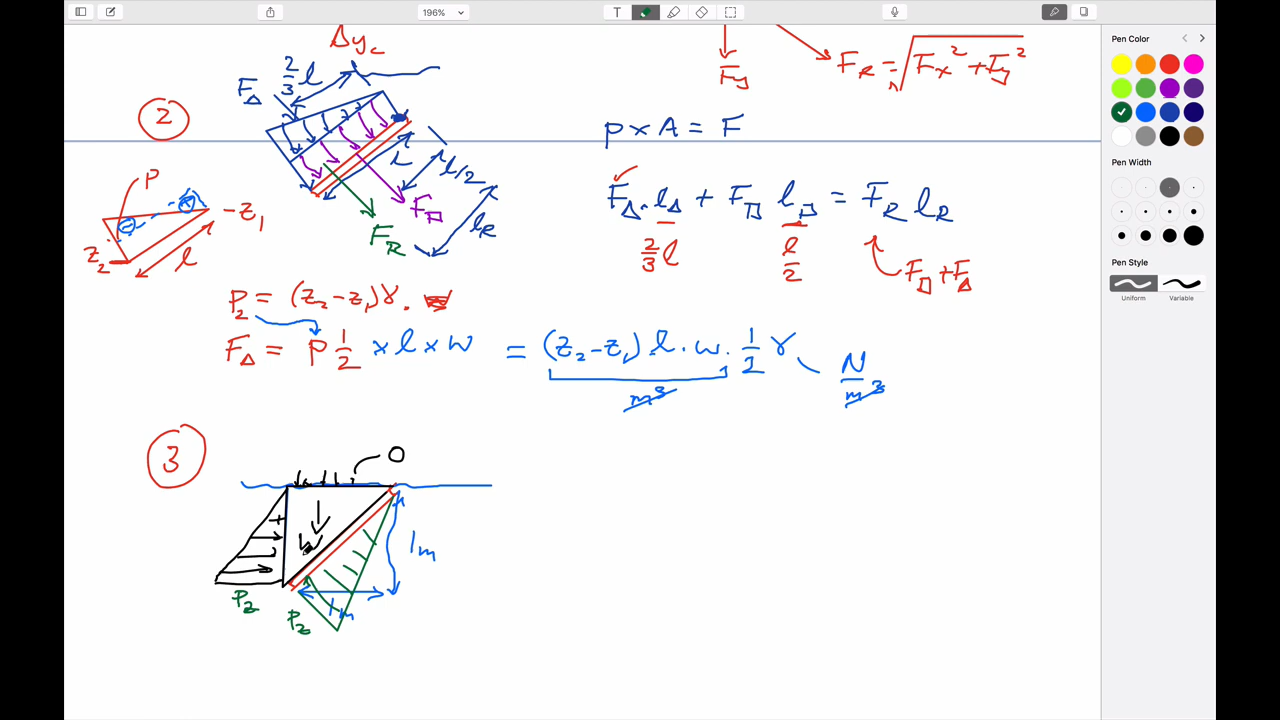 196%
T
Δy_c
F_R = √(F_x² + F_y²)
F_y
2/3 l
F_Δ
2
p x A = F
l
l/2
F_□
F_R
l_R
P
-z₁
z₂
l
F_Δ · l_Δ + F_□ l_□ = F_R l_R
2/3 l
l/2
F_□ + F_Δ
P₂ = (z₂ - z₁)γ.
F_Δ = P 1/2 x l x w = (z₂ - z₁) l · w · 1/2 γ
m³
N/m³
3
0
1m
1m
P₂
P₂
Pen Color
Pen Width
Pen Style
Uniform
Variable